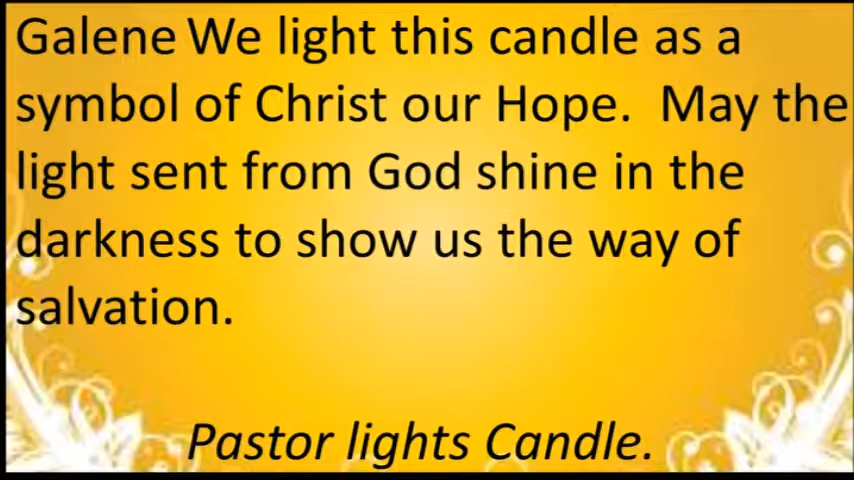 Galene We light this candle as a
symbol of Christ our Hope.  May the
light sent from God shine in the
darkness to show us the way of
salvation.
Pastor lights Candle.